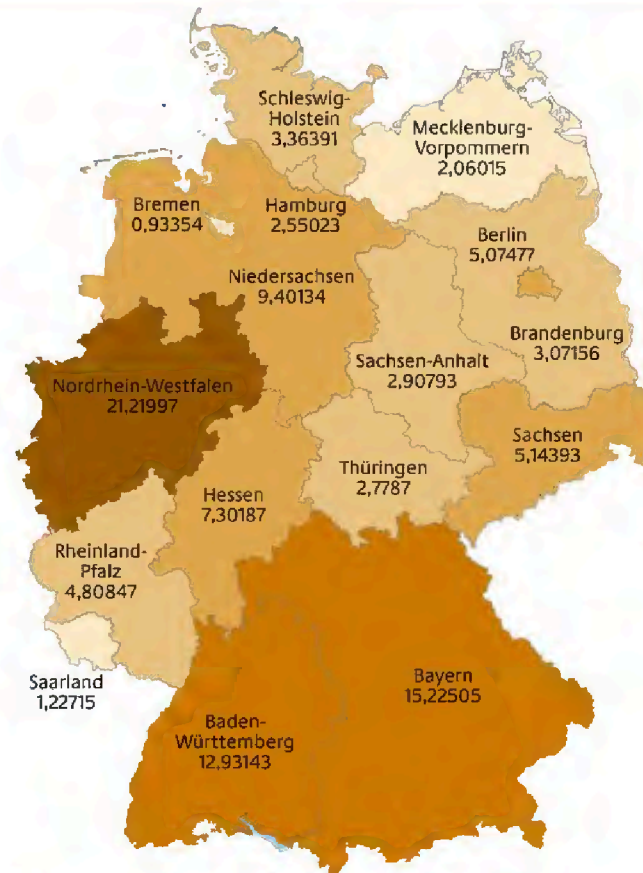 Schleswig-
Holstein
3,36391
Mecklenburg-
Vorpommern
2,06015
Bremen
0,93354
Hamburg
2,55023
Berlin
5,07477
Niedersachsen
9,40134
Brandenburg
3,07156
Sachsen-Anhalt
2,90793
Nordrhein-Westfalen
21,21997
Sachsen
5,14393
Thüringen
2,7787
Hessen
7,30187
Rheinland-
Pfalz
4,80847
Saarland
1,22715
Bayern
15,22505
Baden-
Württemberg
12,93143